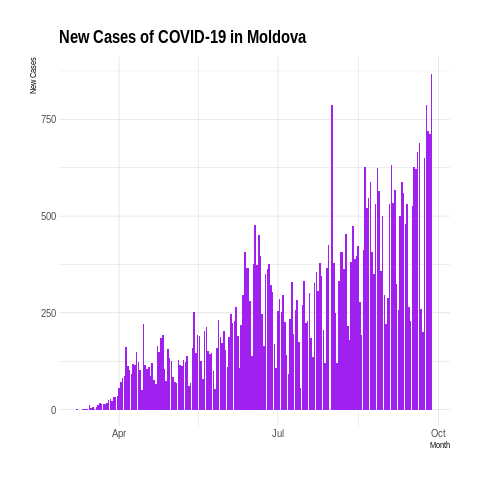 New Cases of COVID-19 in Moldova
New Cases
750
500
250
0
Apr
Jul
Oct
Month